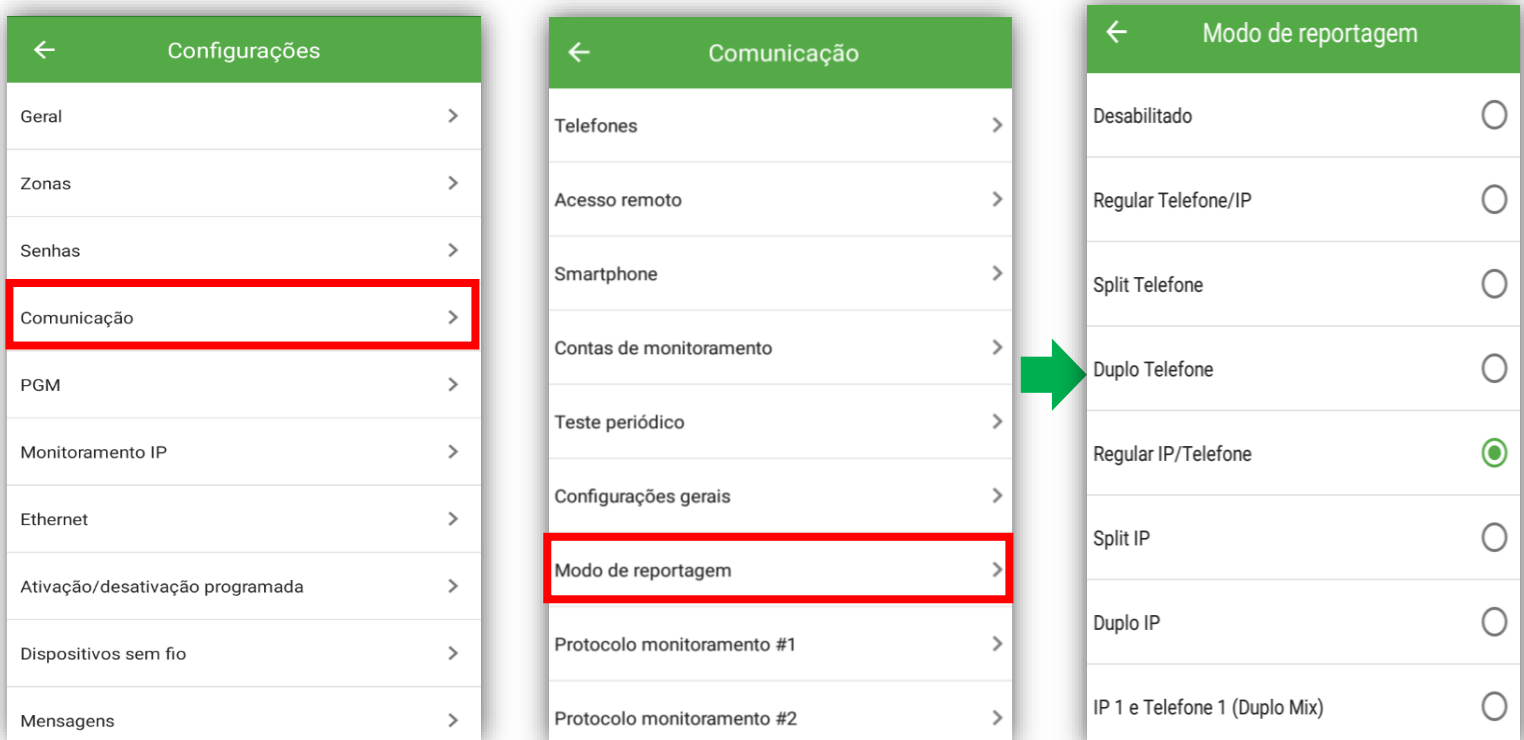 Configurações
Geral
Zonas
Senhas
Comunicação
PGM
Monitoramento IP
Ethernet
Ativação/desativação programada
Dispositivos sem fio
Mensagens
Comunicação
Telefones
Acesso remoto
Smartphone
Contas de monitoramento
Teste periódico
Configurações gerais
Modo de reportagem
Protocolo monitoramento #1
Protocolo monitoramento #2
Modo de reportagem
Desabilitado
Regular Telefone/IP
Split Telefone
Duplo Telefone
Regular IP/Telefone
Split IP
Duplo IP
IP 1 e Telefone 1 (Duplo Mix)